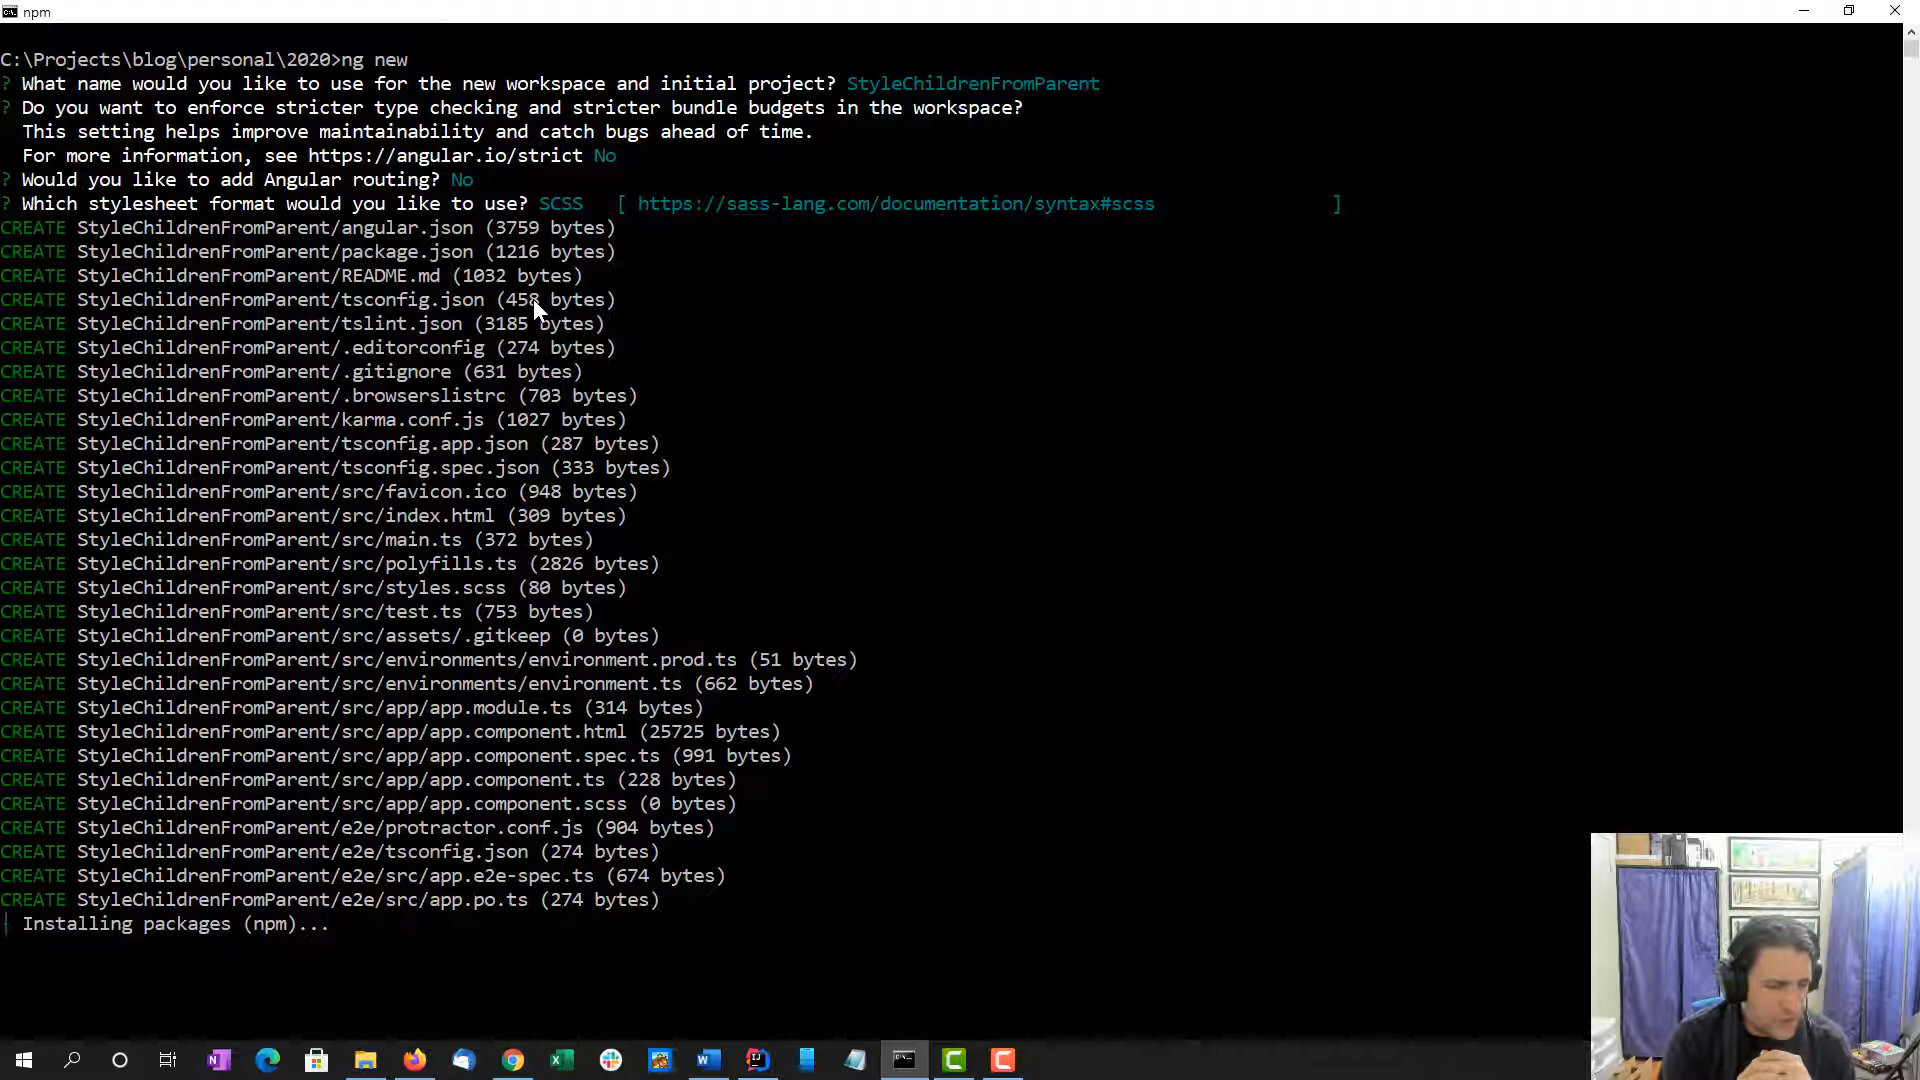 npm
C:\Projects\blog\personal\2020>ng new
? What name would you like to use for the new workspace and initial project? StyleChildrenFromParent
? Do you want to enforce stricter type checking and stricter bundle budgets in the workspace?
This setting helps improve maintainability and catch bugs ahead of time.
For more information, see https://angular.io/strict No
? Would you like to add Angular routing? No
? Which stylesheet format would you like to use? SCSS [ https://sass-lang.com/documentation/syntax#scss ]
CREATE StyleChildrenFromParent/angular.json (3759 bytes)
CREATE StyleChildrenFromParent/package.json (1216 bytes)
CREATE StyleChildrenFromParent/README.md (1032 bytes)
CREATE StyleChildrenFromParent/tsconfig.json (458 bytes)
CREATE StyleChildrenFromParent/tslint.json (3185 bytes)
CREATE StyleChildrenFromParent/.editorconfig (274 bytes)
CREATE StyleChildrenFromParent/.gitignore (631 bytes)
CREATE StyleChildrenFromParent/.browserslistrc (703 bytes)
CREATE StyleChildrenFromParent/karma.conf.js (1027 bytes)
CREATE StyleChildrenFromParent/tsconfig.app.json (287 bytes)
CREATE StyleChildrenFromParent/tsconfig.spec.json (333 bytes)
CREATE StyleChildrenFromParent/src/favicon.ico (948 bytes)
CREATE StyleChildrenFromParent/src/index.html (309 bytes)
CREATE StyleChildrenFromParent/src/main.ts (372 bytes)
CREATE StyleChildrenFromParent/src/polyfills.ts (2826 bytes)
CREATE StyleChildrenFromParent/src/styles.scss (80 bytes)
CREATE StyleChildrenFromParent/src/test.ts (753 bytes)
CREATE StyleChildrenFromParent/src/assets/.gitkeep (0 bytes)
CREATE StyleChildrenFromParent/src/environments/environment.prod.ts (51 bytes)
CREATE StyleChildrenFromParent/src/environments/environment.ts (662 bytes)
CREATE StyleChildrenFromParent/src/app/app.module.ts (314 bytes)
CREATE StyleChildrenFromParent/src/app/app.component.html (25725 bytes)
CREATE StyleChildrenFromParent/src/app/app.component.spec.ts (991 bytes)
CREATE StyleChildrenFromParent/src/app/app.component.ts (228 bytes)
CREATE StyleChildrenFromParent/src/app/app.component.scss (0 bytes)
CREATE StyleChildrenFromParent/e2e/protractor.conf.js (904 bytes)
CREATE StyleChildrenFromParent/e2e/tsconfig.json (274 bytes)
CREATE StyleChildrenFromParent/e2e/src/app.e2e-spec.ts (674 bytes)
CREATE StyleChildrenFromParent/e2e/src/app.po.ts (274 bytes)
| Installing packages (npm)...